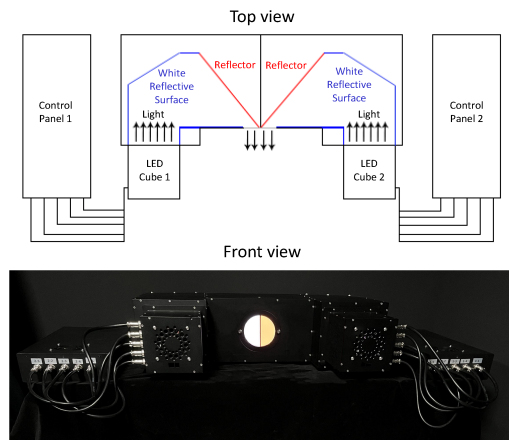 Top view
Control
Panel 1
White
Reflective
Surface
Reflector
Reflector
White
Reflective
Surface
Control
Panel 2
Light
Light
LED
Cube 1
LED
Cube 2
Front view